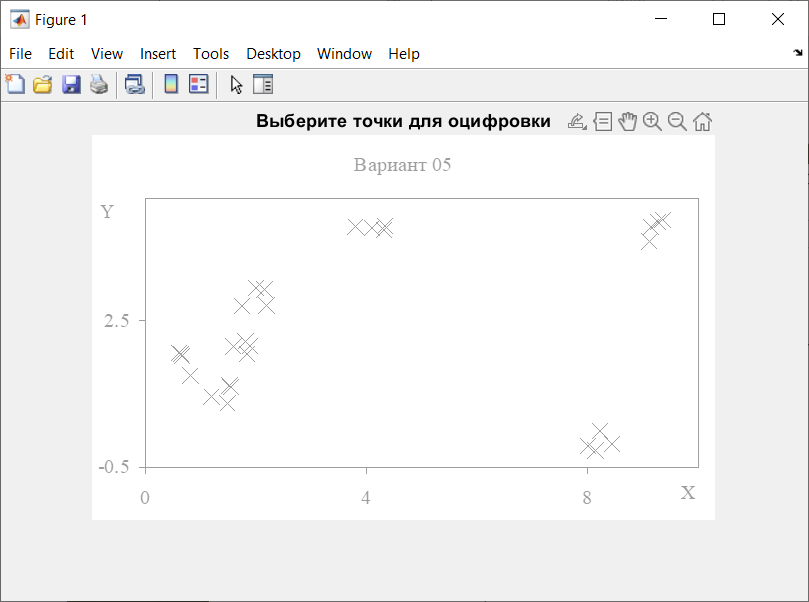 Figure 1
File Edit View Insert Tools Desktop Window Help
Выберите точки для оцифровки
Вариант 05
Y
2.5
-0.5
0 4 8 X